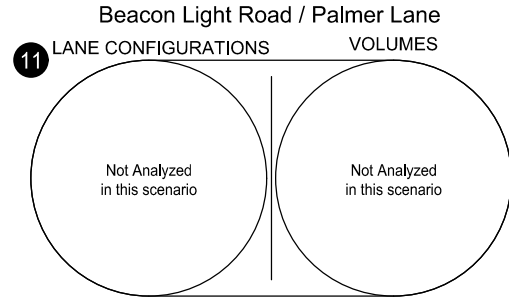 Beacon Light Road / Palmer Lane
11 LANE CONFIGURATIONS VOLUMES
Not Analyzed
in this scenario
Not Analyzed
in this scenario